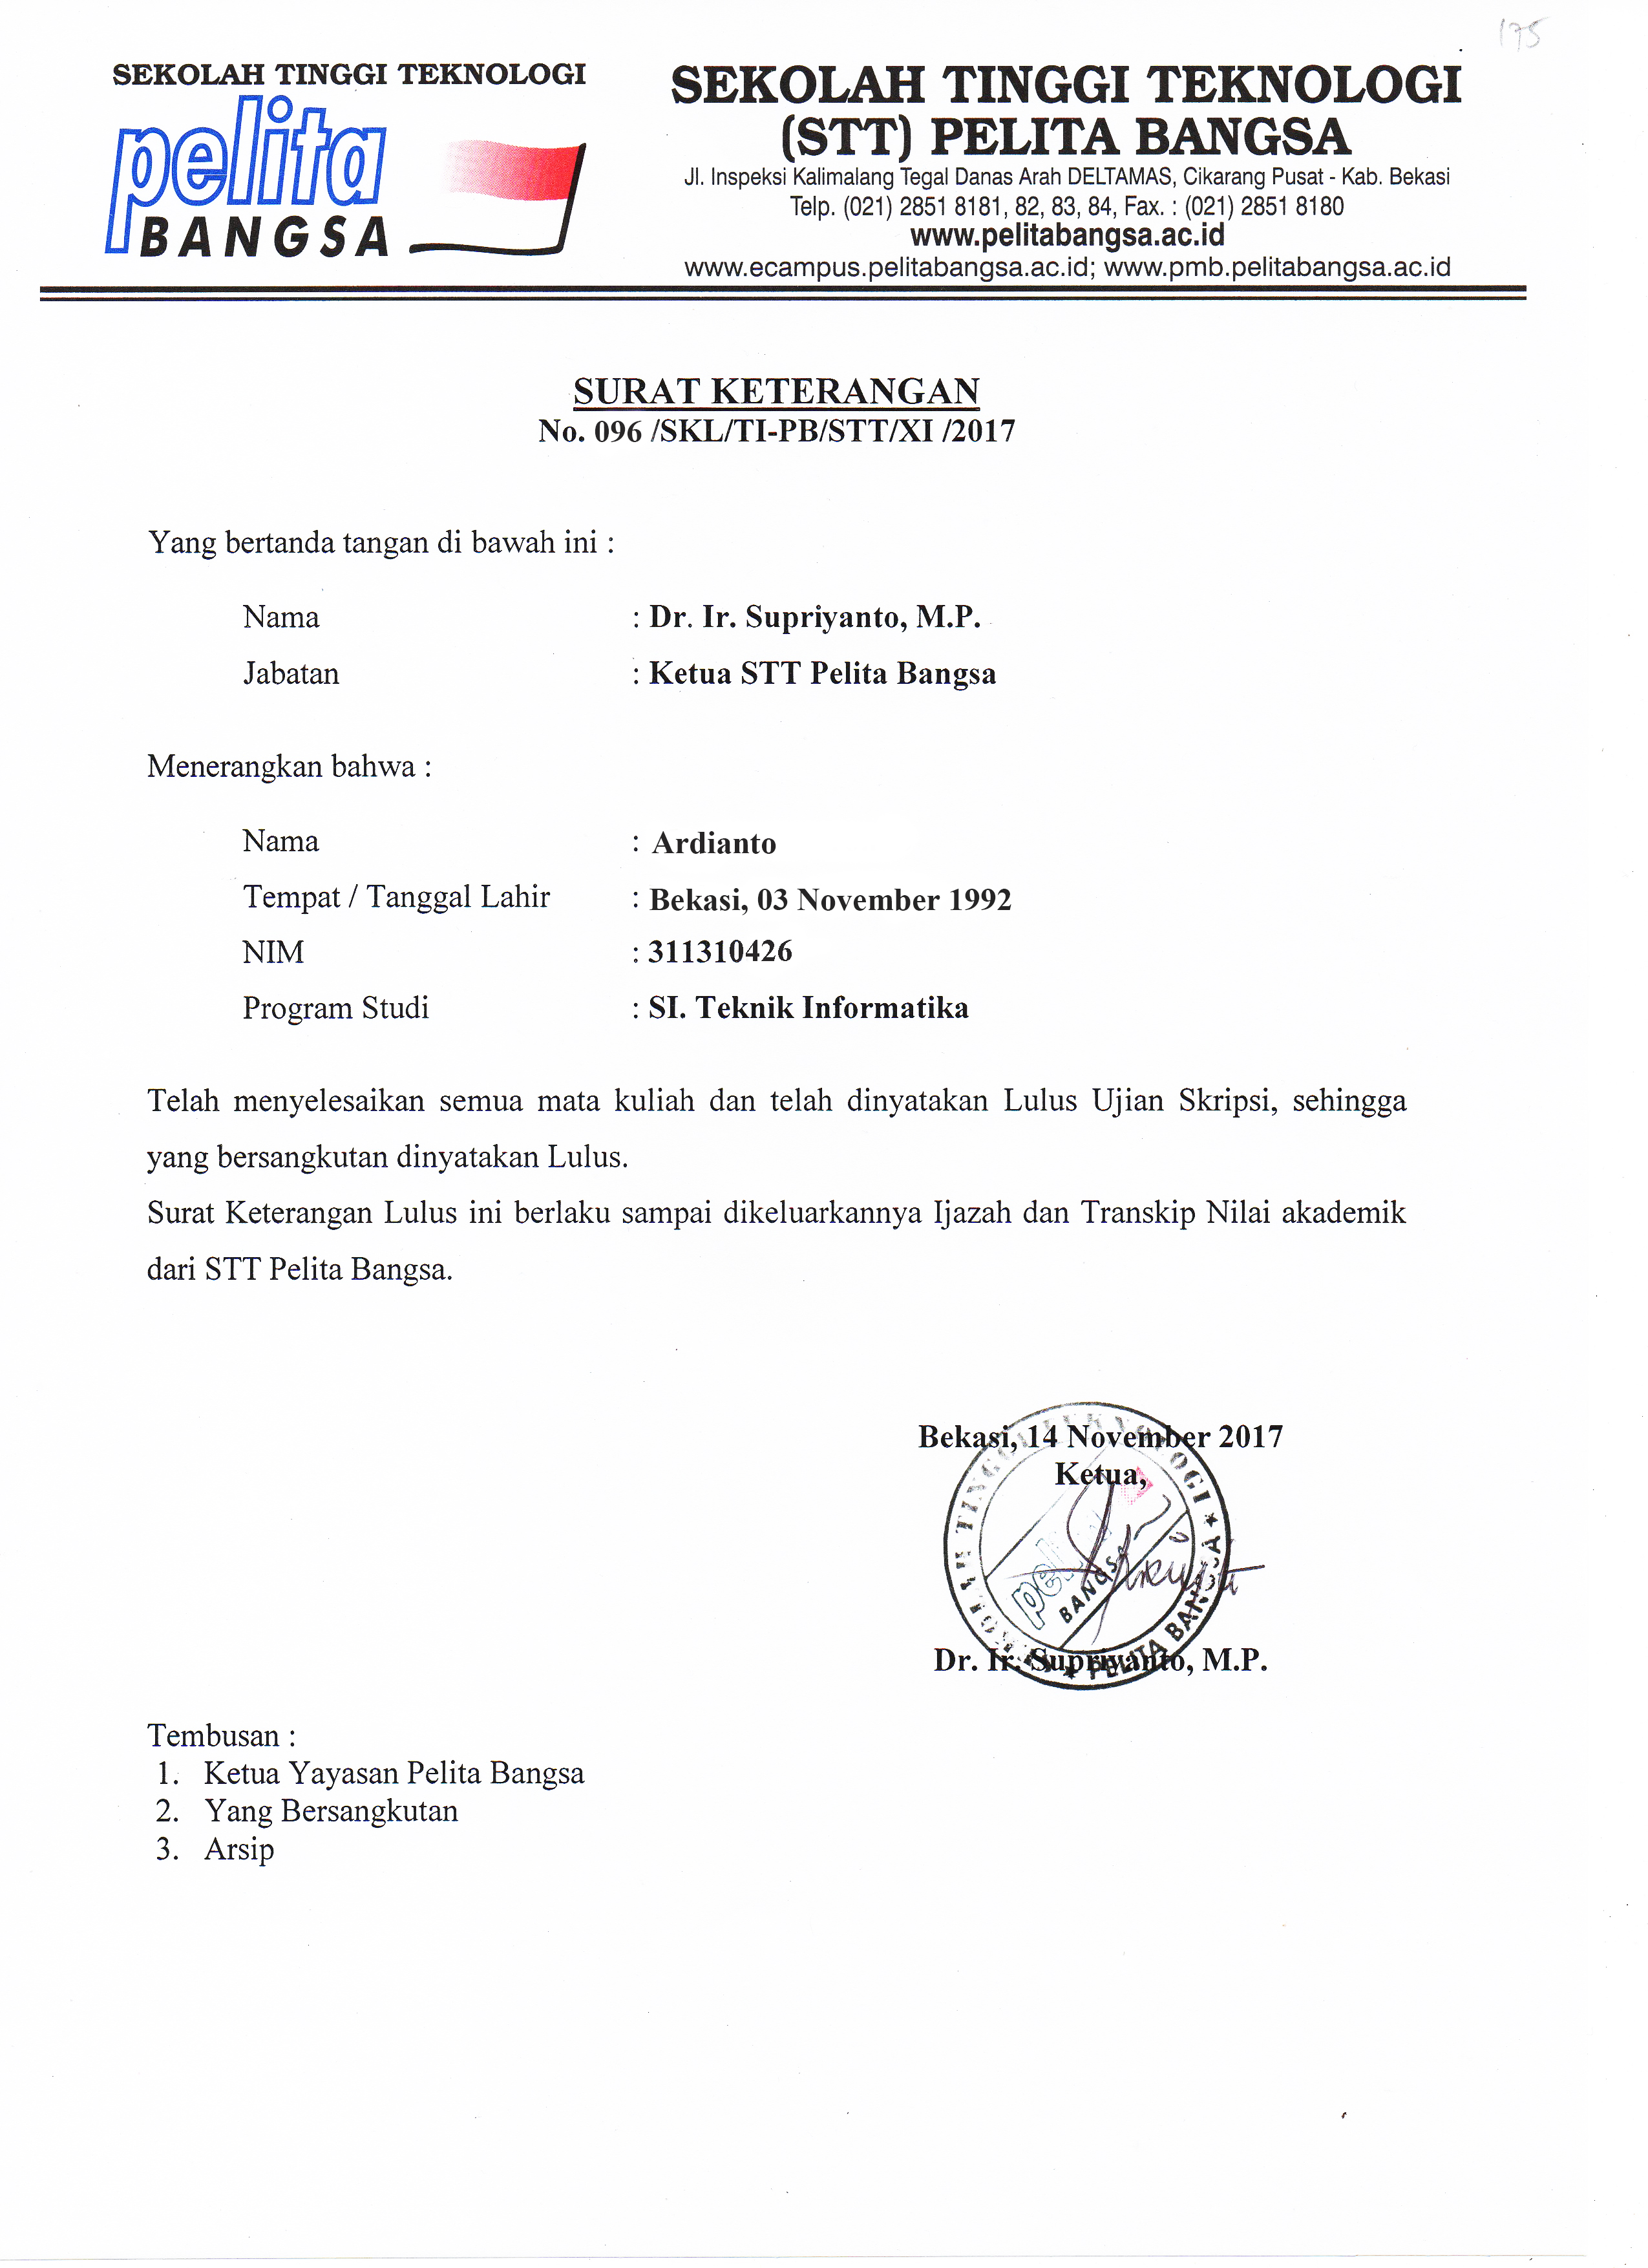 175
SEKOLAH TINGGI TEKNOLOGI
pelita
BANGSA
SEKOLAH TINGGI TEKNOLOGI
(STT) PELITA BANGSA
Jl. Inspeksi Kalimalang Tegal Danas Arah DELTAMAS, Cikarang Pusat - Kab. Bekasi
Telp. (021) 2851 8181, 82, 83, 84, Fax. : (021) 2851 8180
www.pelitabangsa.ac.id
www.ecampus.pelitabangsa.ac.id; www.pmb.pelitabangsa.ac.id
SURAT KETERANGAN
No. 096 /SKL/TI-PB/STT/XI /2017
Yang bertanda tangan di bawah ini :
Nama : Dr. Ir. Supriyanto, M.P.
Jabatan : Ketua STT Pelita Bangsa
Menerangkan bahwa :
Nama : Ardianto
Tempat / Tanggal Lahir : Bekasi, 03 November 1992
NIM : 311310426
Program Studi : SI. Teknik Informatika
Telah menyelesaikan semua mata kuliah dan telah dinyatakan Lulus Ujian Skripsi, sehingga
yang bersangkutan dinyatakan Lulus.
Surat Keterangan Lulus ini berlaku sampai dikeluarkannya Ijazah dan Transkip Nilai akademik
dari STT Pelita Bangsa.
Bekasi, 14 November 2017
Ketua,
SEKOLAH TINGGI TEKNOLOGI * PELITA BANGSA *
pelita
BANGSA
Dr. Ir. Supriyanto, M.P.
Tembusan :
1. Ketua Yayasan Pelita Bangsa
2. Yang Bersangkutan
3. Arsip